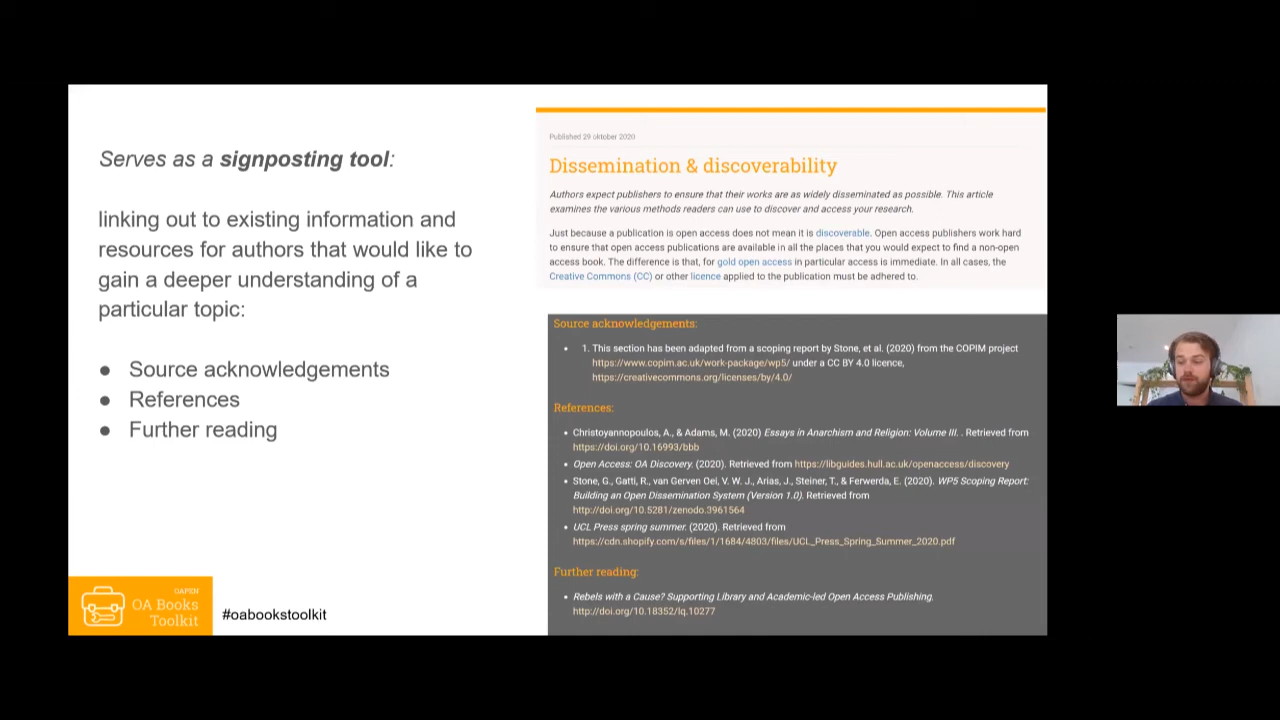 Serves as a signposting tool:
linking out to existing information and
resources for authors that would like to
gain a deeper understanding of a
particular topic:
● Source acknowledgements
● References
● Further reading
OAPEN
OA Books
Toolkit
#oabookstoolkit
Published 29 oktober 2020
Dissemination & discoverability
Authors expect publishers to ensure that their works are as widely disseminated as possible. This article
examines the various methods readers can use to discover and access your research.
Just because a publication is open access does not mean it is discoverable. Open access publishers work hard
to ensure that open access publications are available in all the places that you would expect to find a non-open
access book. The difference is that, for gold open access in particular access is immediate. In all cases, the
Creative Commons (CC) or other licence applied to the publication must be adhered to.
Source acknowledgements:
• 1. This section has been adapted from a scoping report by Stone, et al. (2020) from the COPIM project
https://www.copim.ac.uk/work-package/wp5/ under a CC BY 4.0 licence,
https://creativecommons.org/licenses/by/4.0/
References:
• Christoyannopoulos, A., & Adams, M. (2020) Essays in Anarchism and Religion: Volume III. . Retrieved from
https://doi.org/10.16993/bbb
• Open Access: OA Discovery. (2020). Retrieved from https://libguides.hull.ac.uk/openaccess/discovery
• Stone, G., Gatti, R., van Gerven Oei, V. W. J., Arias, J., Steiner, T., & Ferwerda, E. (2020). WP5 Scoping Report:
Building an Open Dissemination System (Version 1.0). Retrieved from
http://doi.org/10.5281/zenodo.3961564
• UCL Press spring summer. (2020). Retrieved from
https://cdn.shopify.com/s/files/1/1684/4803/files/UCL_Press_Spring_Summer_2020.pdf
Further reading:
• Rebels with a Cause? Supporting Library and Academic-led Open Access Publishing.
http://doi.org/10.18352/lq.10277